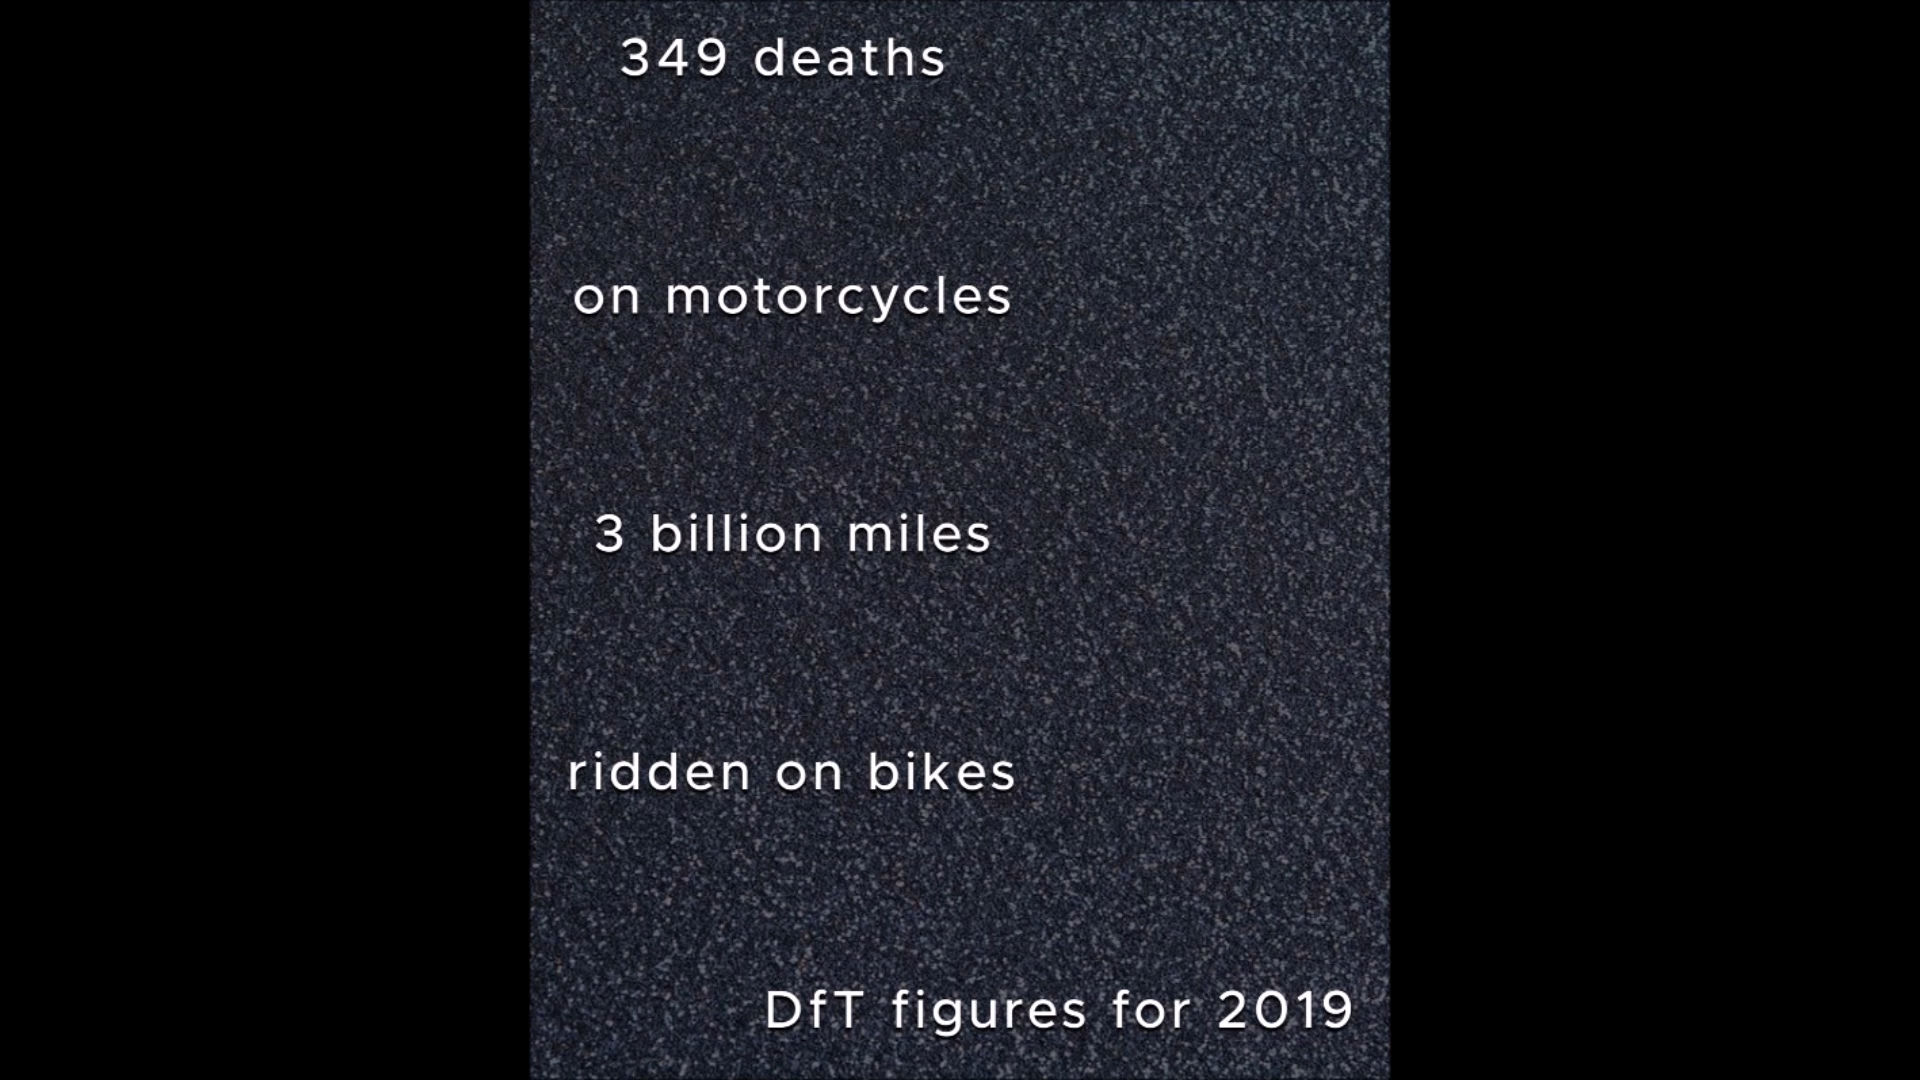 349 deaths
on motorcycles
3 billion miles
ridden on bikes
DfT figures for 2019